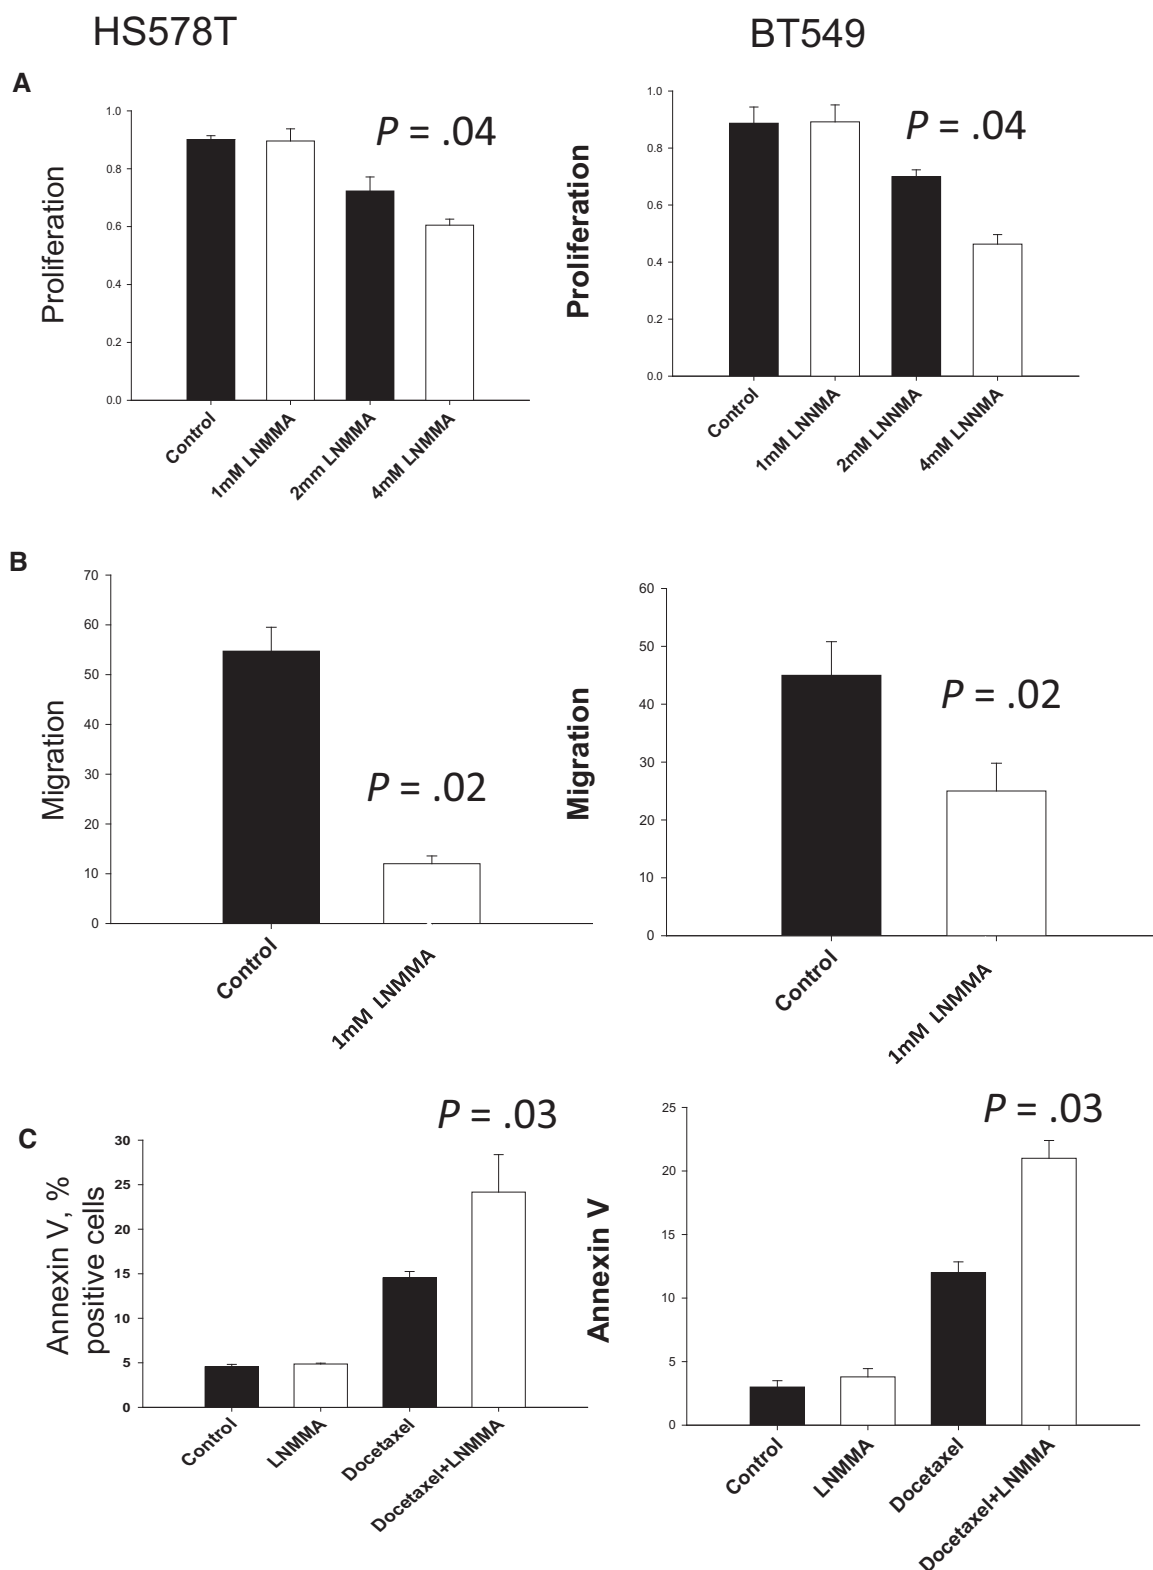 HS578T
BT549
A
Proliferation
1.0
0.8
0.6
0.4
0.2
0.0
P = .04
Control
1mM LNMMA
2mm LNMMA
4mM LNMMA
Proliferation
1.0
0.8
0.6
0.4
0.2
0.0
P = .04
Control
1mM LNNMA
2mM LNNMA
4mM LNNMA
B
Migration
70
60
50
40
30
20
10
0
P = .02
Control
1mM LNMMA
Migration
60
50
40
30
20
10
0
P = .02
Control
1mM LNMMA
C
Annexin V, %
positive cells
30
25
20
15
10
5
0
P = .03
Control
LNMMA
Docetaxel
Docetaxel+LNMMA
Annexin V
25
20
15
10
5
0
P = .03
Control
LNMMA
Docetaxel
Docetaxel+LNMMA